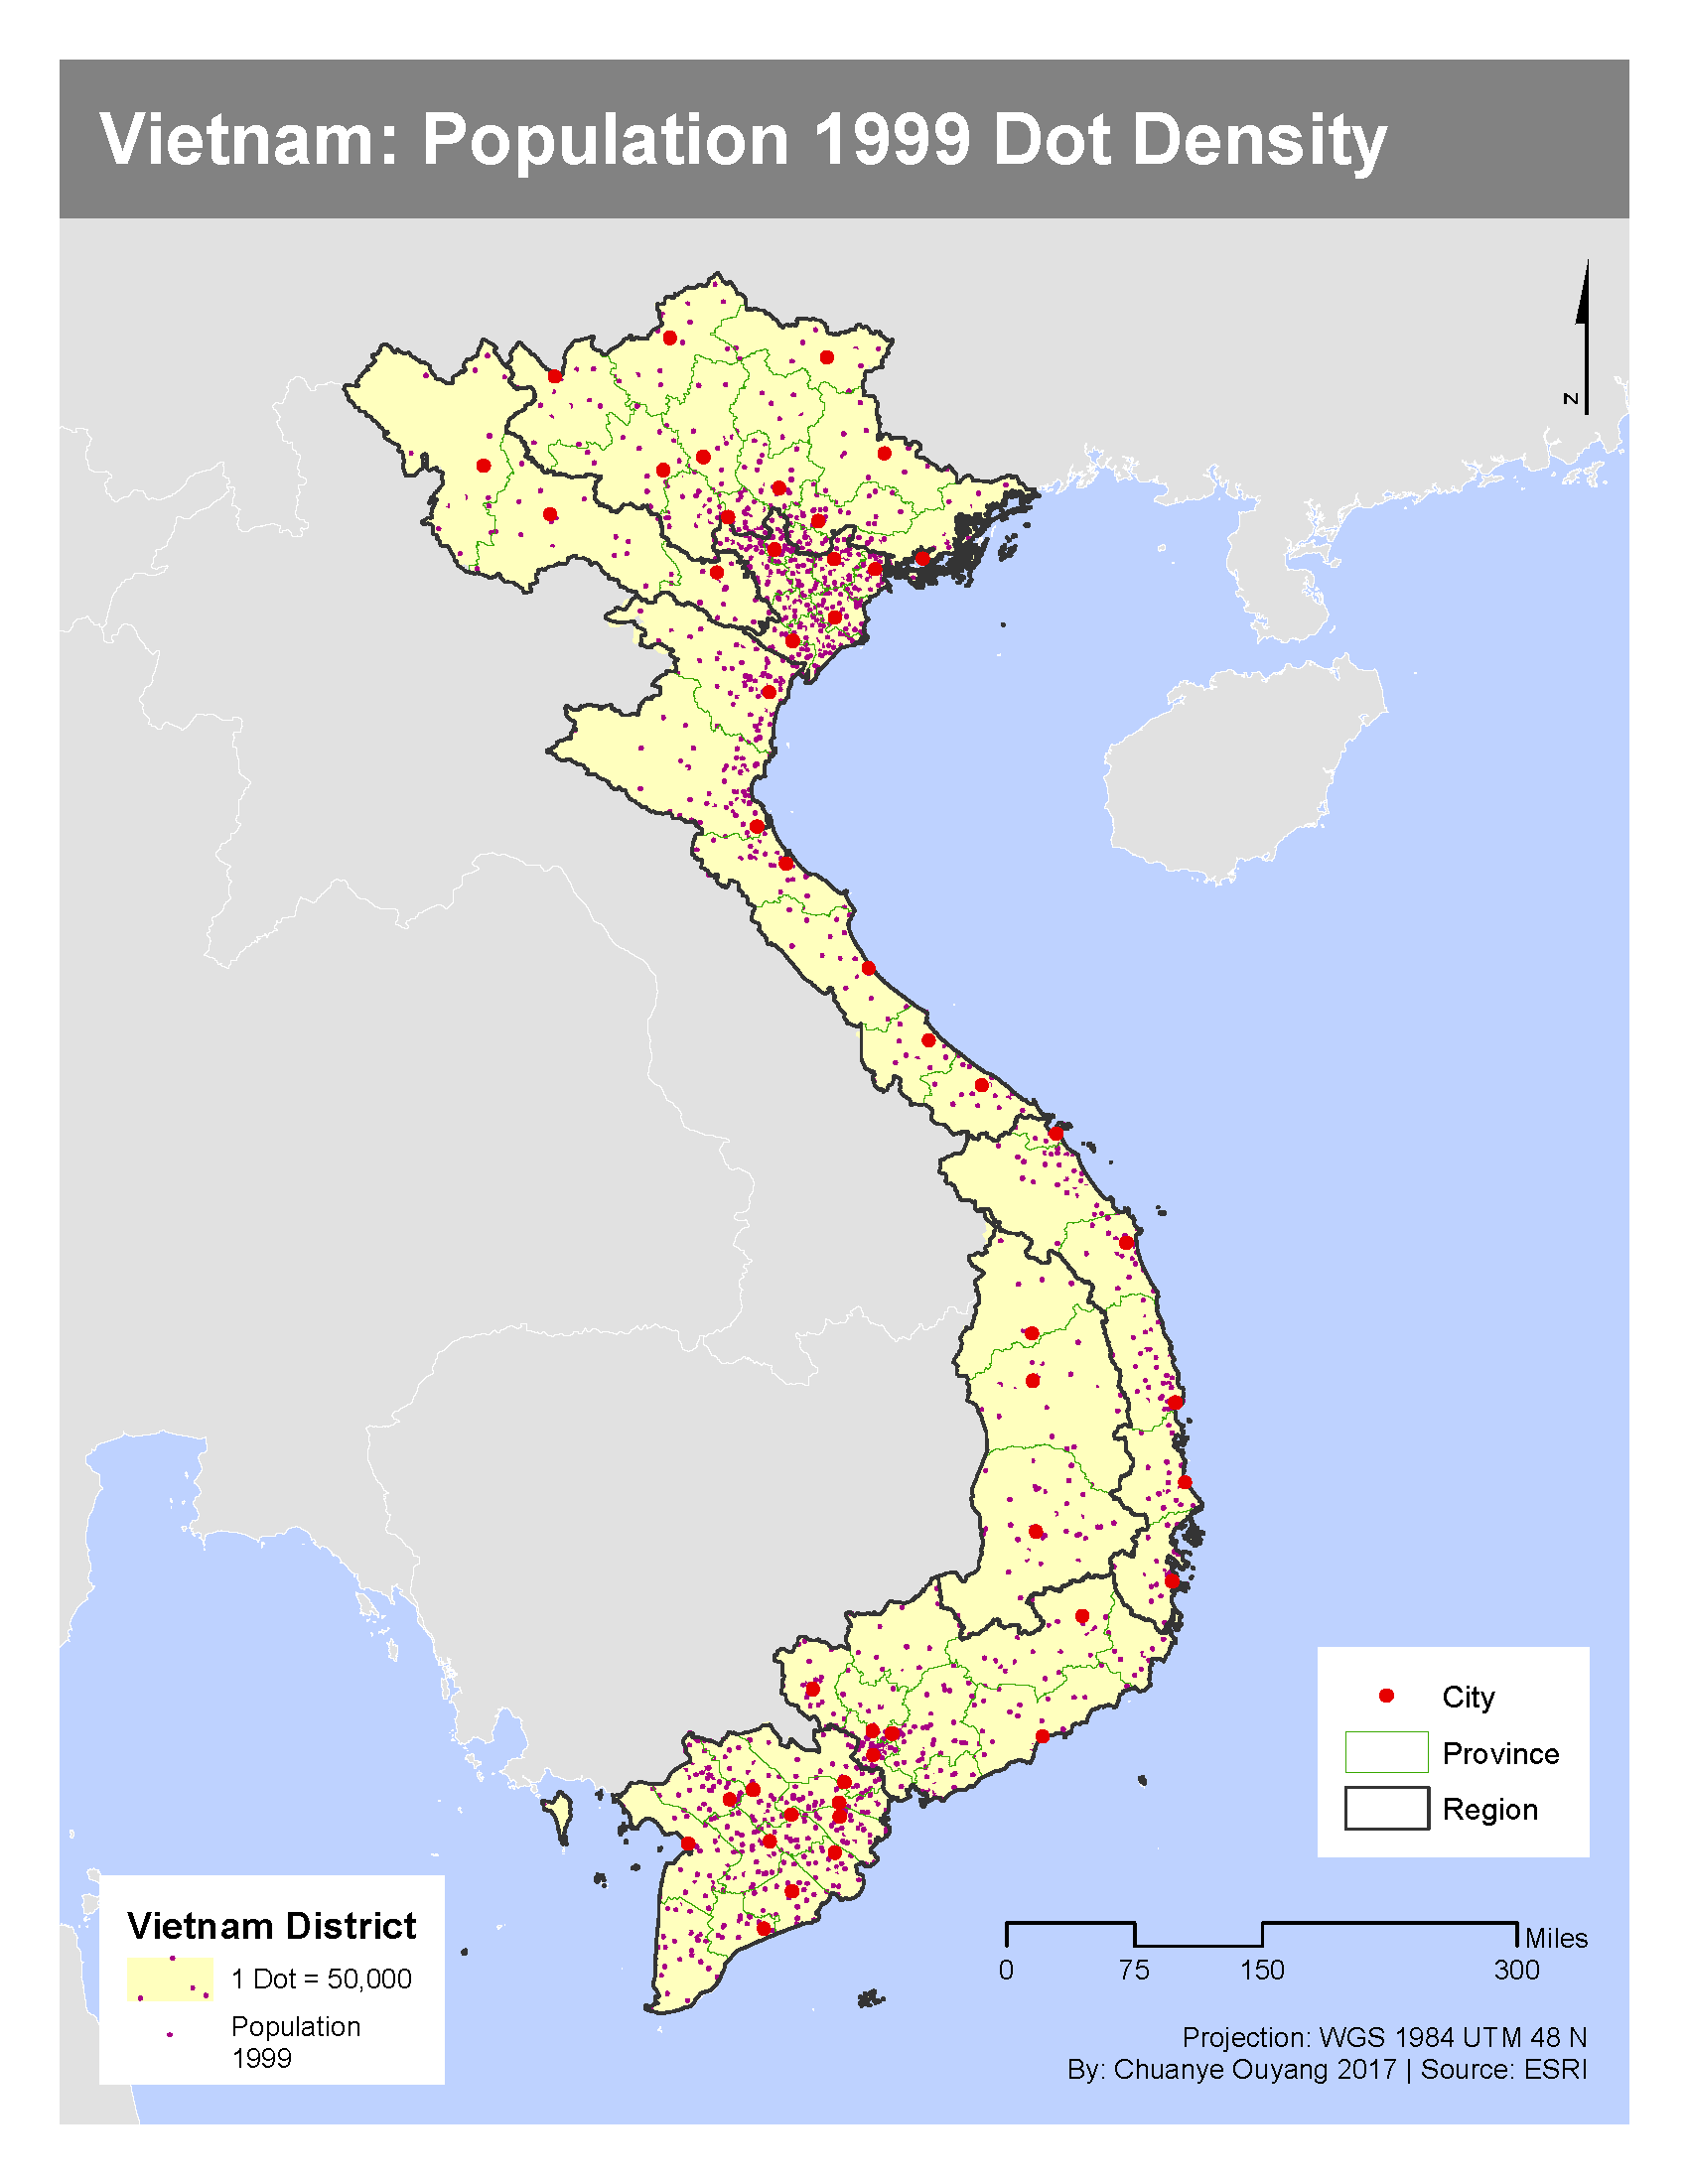 Vietnam: Population 1999 Dot Density
N
City
Province
Region
Vietnam District
1 Dot = 50,000
Population
1999
Miles
0 75 150 300
Projection: WGS 1984 UTM 48 N
By: Chuanye Ouyang 2017 | Source: ESRI